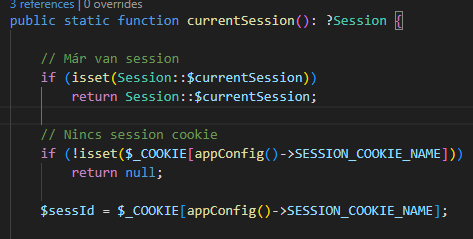 3 references | 0 overrides
public static function currentSession(): ?Session {
// Már van session
if (isset(Session::$currentSession))
return Session::$currentSession;
// Nincs session cookie
if (!isset($_COOKIE[appConfig()->SESSION_COOKIE_NAME]))
return null;
$sessId = $_COOKIE[appConfig()->SESSION_COOKIE_NAME];